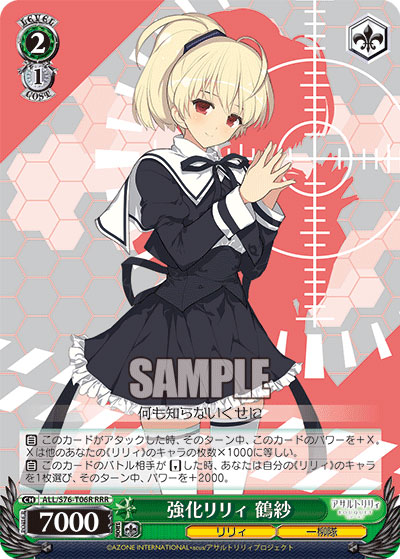 LEVEL
2
1
COST
SAMPLE
何も知らないくせに
自 このカードがアタックした時、そのターン中、このカードのパワーを+X。
Xは他のあなたの《リリィ》のキャラの枚数×1000に等しい。
自 このカードのバトル相手が【】した時、あなたは自分の《リリィ》のキャラ
を1枚選び、そのターン中、パワーを+2000。
CH ALL/S76-T06R RRR
強化リリィ 鶴紗
アサルトリリィ
7000
リリィ
一柳隊
©AZONE INTERNATIONAL・acus/アサルトリリィプロジェクト